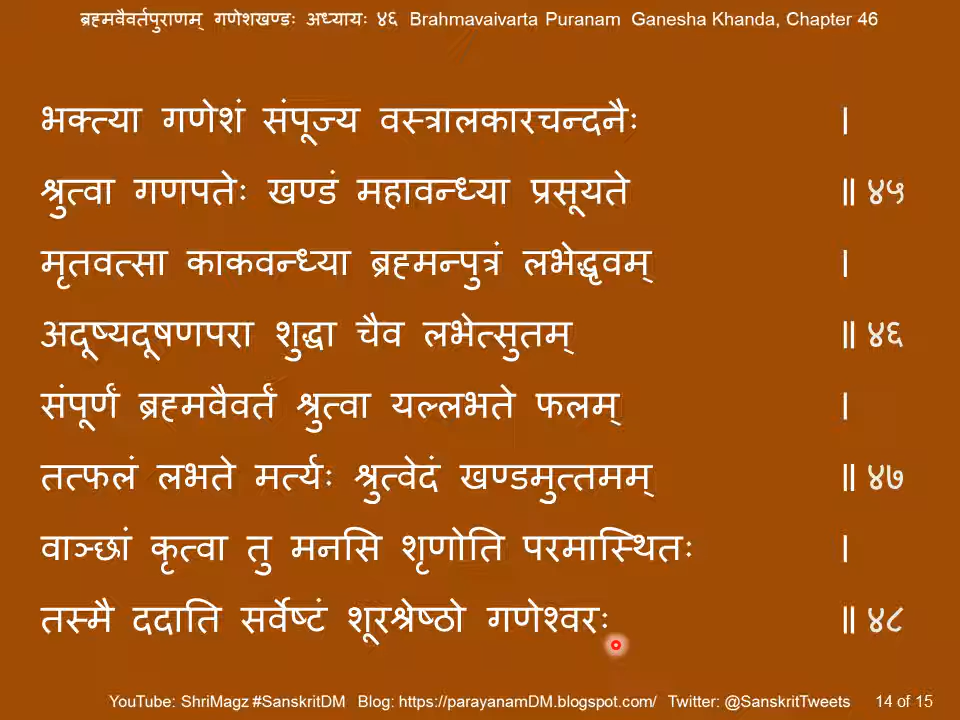 ब्रह्मवैवर्तपुराणम् गणेशखण्डः अध्यायः ४६ Brahmavaivarta Puranam Ganesha Khanda, Chapter 46
भक्त्या गणेशं संपूज्य वस्त्रालकारचन्दनैः ।
श्रुत्वा गणपतेः खण्डं महावन्ध्या प्रसूयते ॥ ४५
मृतवत्सा काकवन्ध्या ब्रह्मन्पुत्रं लभेद्धृवम् ।
अदूष्यदूषणपरा शुद्धा चैव लभेत्सुतम् ॥ ४६
संपूर्णं ब्रह्मवैवर्तं श्रुत्वा यल्लभते फलम् ।
तत्फलं लभते मर्त्यः श्रुत्वेदं खण्डमुत्तमम् ॥ ४७
वाञ्छां कृत्वा तु मनसि शृणोति परमास्थितः ।
तस्मै ददाति सर्वेष्टं शूरश्रेष्ठो गणेश्वरः ॥ ४८
YouTube: ShriMagz #SanskritDM Blog: https://parayanamDM.blogspot.com/ Twitter: @SanskritTweets 14 of 15